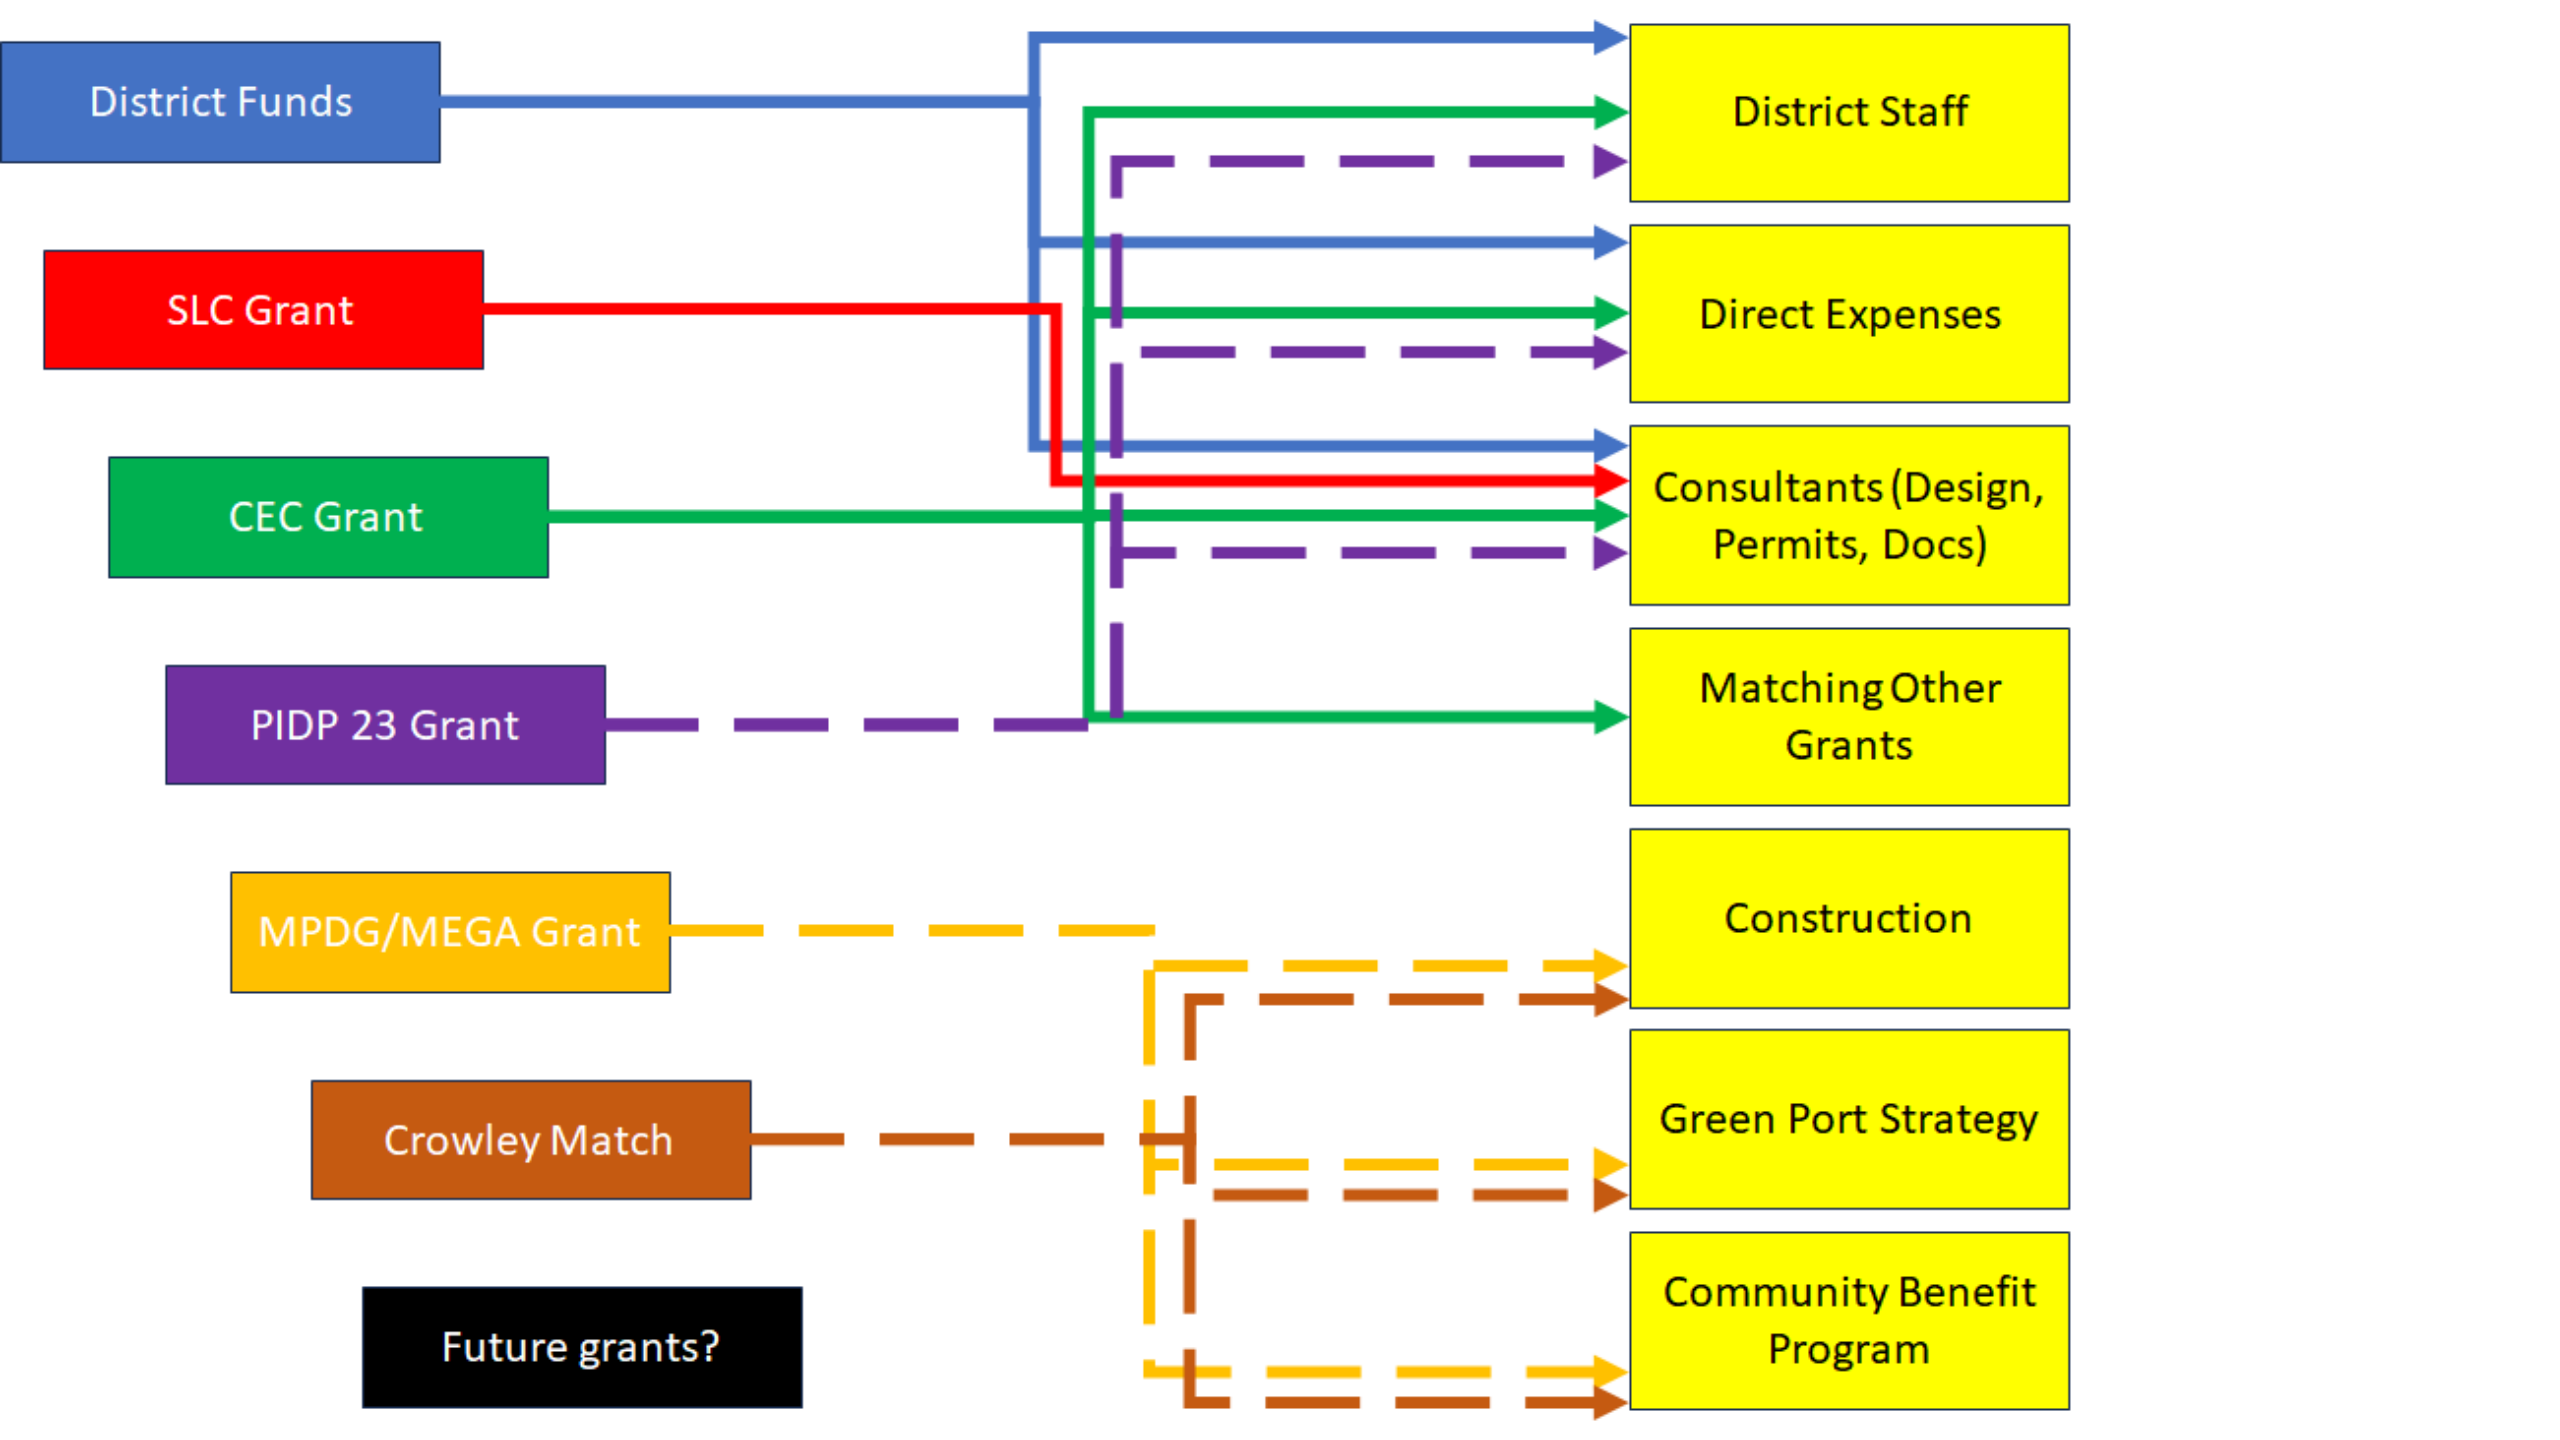 District Funds
SLC Grant
CEC Grant
PIDP 23 Grant
MPDG/MEGA Grant
Crowley Match
Future grants?
District Staff
Direct Expenses
Consultants (Design,
Permits, Docs)
Matching Other
Grants
Construction
Green Port Strategy
Community Benefit
Program